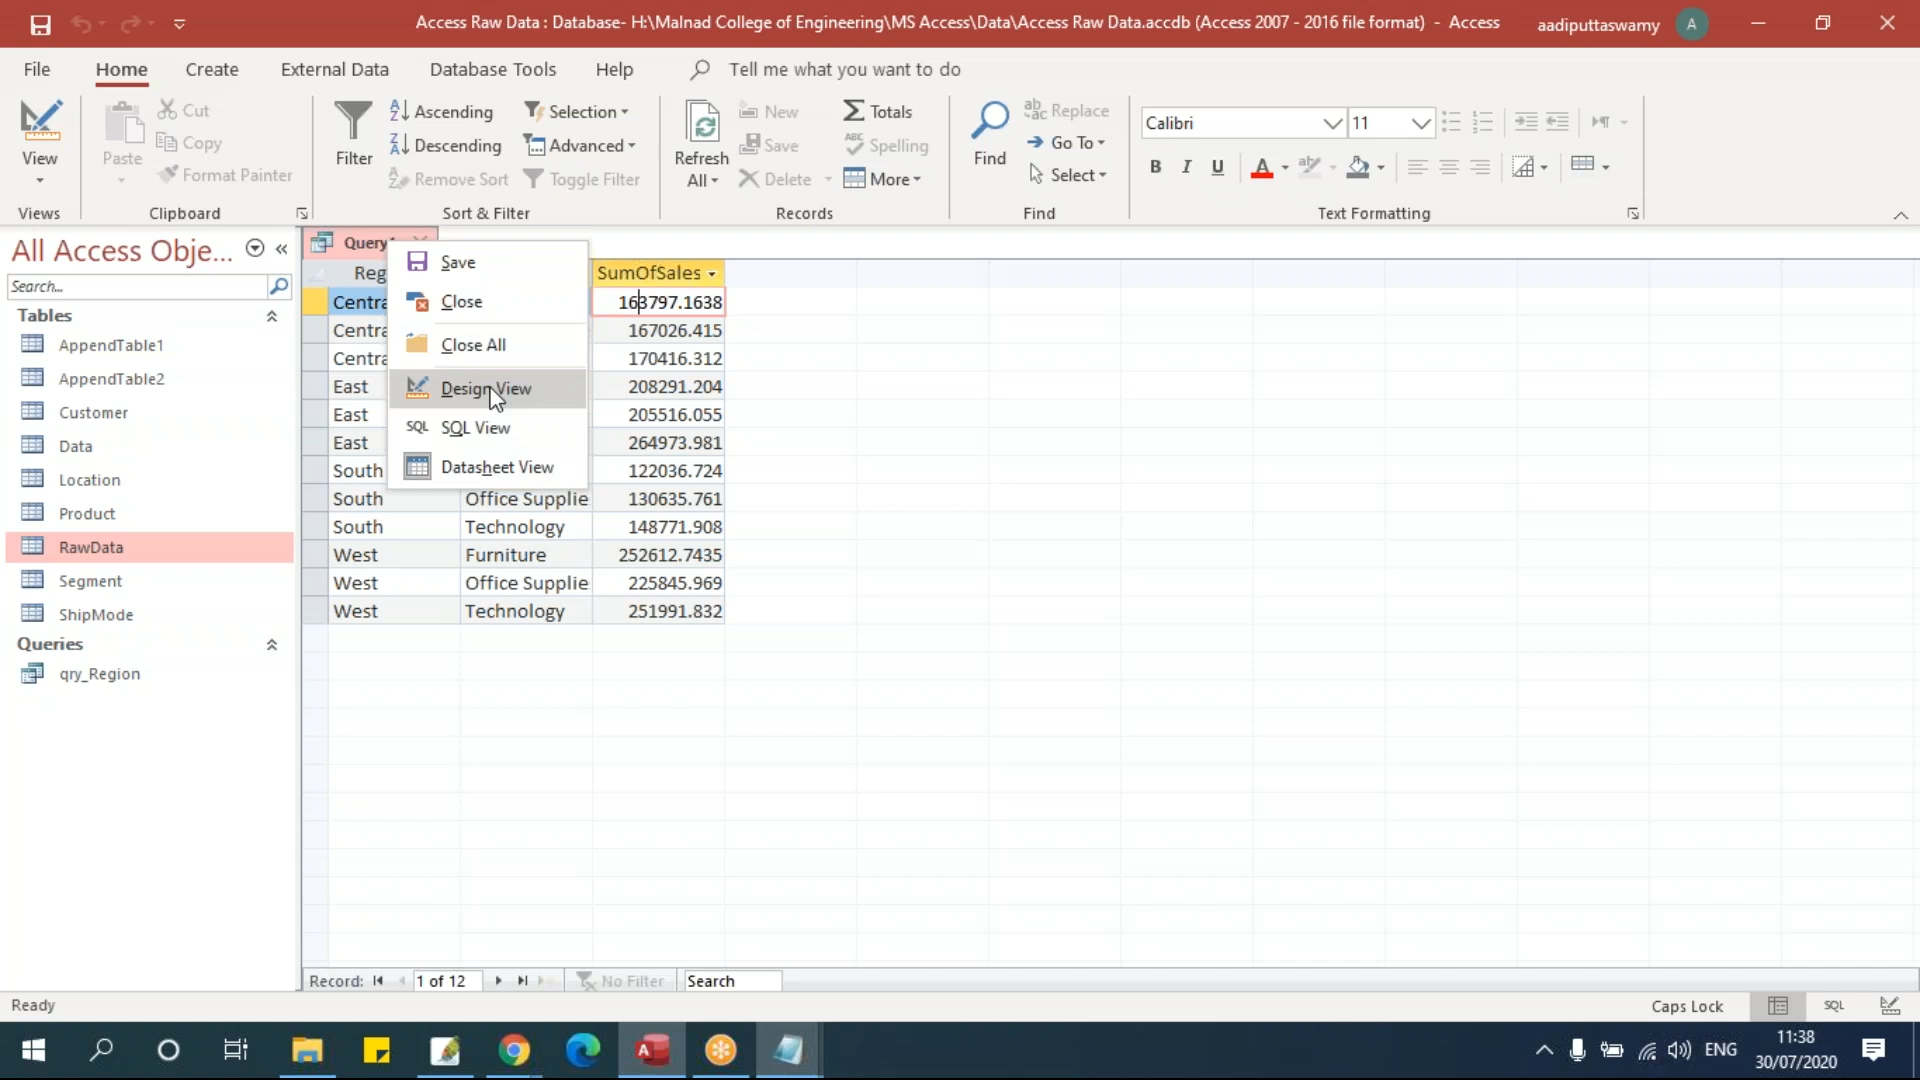 Access Raw Data : Database- H:\Malnad College of Engineering\MS Access\Data\Access Raw Data.accdb (Access 2007 - 2016 file format) - Access
aadiputtaswamy
A
File
Home
Create
External Data
Database Tools
Help
Tell me what you want to do
View
Views
Paste
Cut
Copy
Format Painter
Clipboard
Filter
Ascending
Descending
Remove Sort
Selection
Advanced
Toggle Filter
Sort & Filter
Refresh
All
New
Save
Delete
Totals
Spelling
More
Records
Find
Replace
Go To
Select
Find
Calibri
11
B I U
Text Formatting
All Access Obje...
Search...
Tables
AppendTable1
AppendTable2
Customer
Data
Location
Product
RawData
Segment
ShipMode
Queries
qry_Region
Query
Save
Close
Close All
Design View
SQL SQL View
Datasheet View
Reg SumOfSales
Centra 163797.1638
Centra 167026.415
Centra 170416.312
East 208291.204
East 205516.055
East 264973.981
South 122036.724
South Office Supplie 130635.761
South Technology 148771.908
West Furniture 252612.7435
West Office Supplie 225845.969
West Technology 251991.832
Record: 1 of 12 No Filter Search
Ready
Caps Lock
SQL
ENG
11:38
30/07/2020